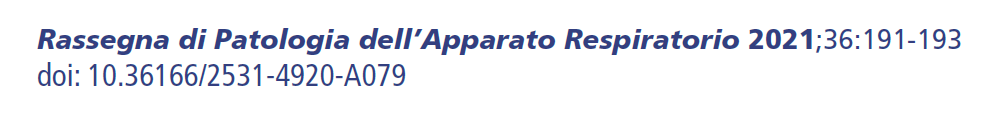 Rassegna di Patologia dell’Apparato Respiratorio 2021;36:191-193
doi: 10.36166/2531-4920-A079